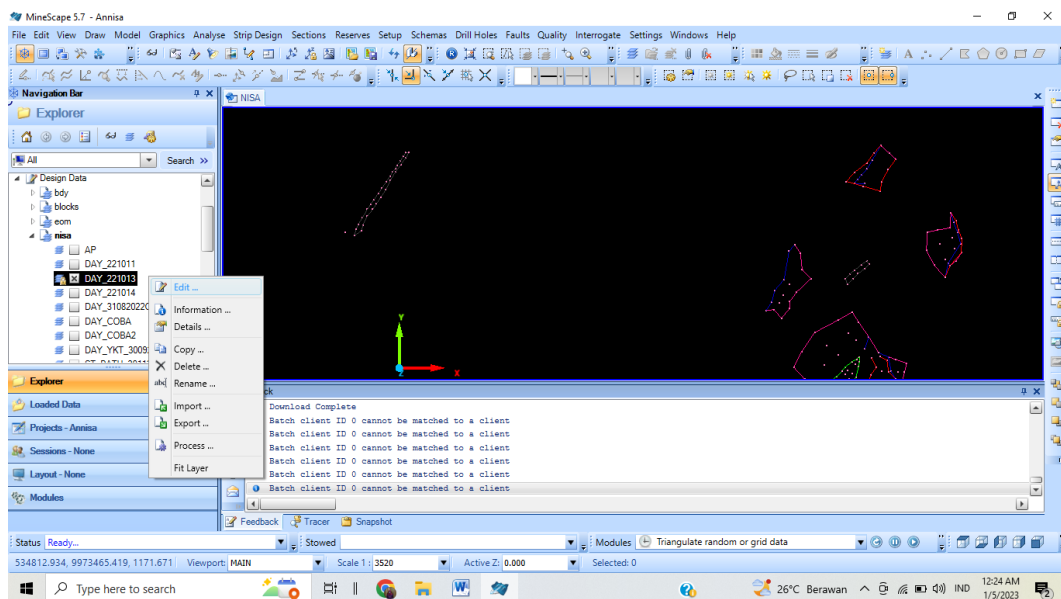 MineScape 5.7 - Annisa
File Edit View Draw Model Graphics Analyse Strip Design Sections Reserves Setup Schemas Drill Holes Faults Quality Interrogate Settings Windows Help
Navigation Bar
NISA
Explorer
All
Search >>
Design Data
bdy
blocks
eom
nisa
AP
DAY_221011
DAY_221013
DAY_221014
DAY_31082022
DAY_COBA
DAY_COBA2
DAY_YKT_3009
Edit ...
Information ...
Details ...
Copy ...
Delete ...
Rename ...
Import ...
Export ...
Process ...
Fit Layer
Y
X
Z
Explorer
Loaded Data
Projects - Annisa
Sessions - None
Layout - None
Modules
ck
Download Complete
Batch client ID 0 cannot be matched to a client
Batch client ID 0 cannot be matched to a client
Batch client ID 0 cannot be matched to a client
Batch client ID 0 cannot be matched to a client
Batch client ID 0 cannot be matched to a client
Batch client ID 0 cannot be matched to a client
Feedback Tracer Snapshot
Status Ready... Stowed Modules Triangulate random or grid data
534812.934, 9973465.419, 1171.671 Viewport: MAIN Scale 1 : 3520 Active Z: 0.000 Selected: 0
Type here to search
26°C Berawan IND 12:24 AM
1/5/2023